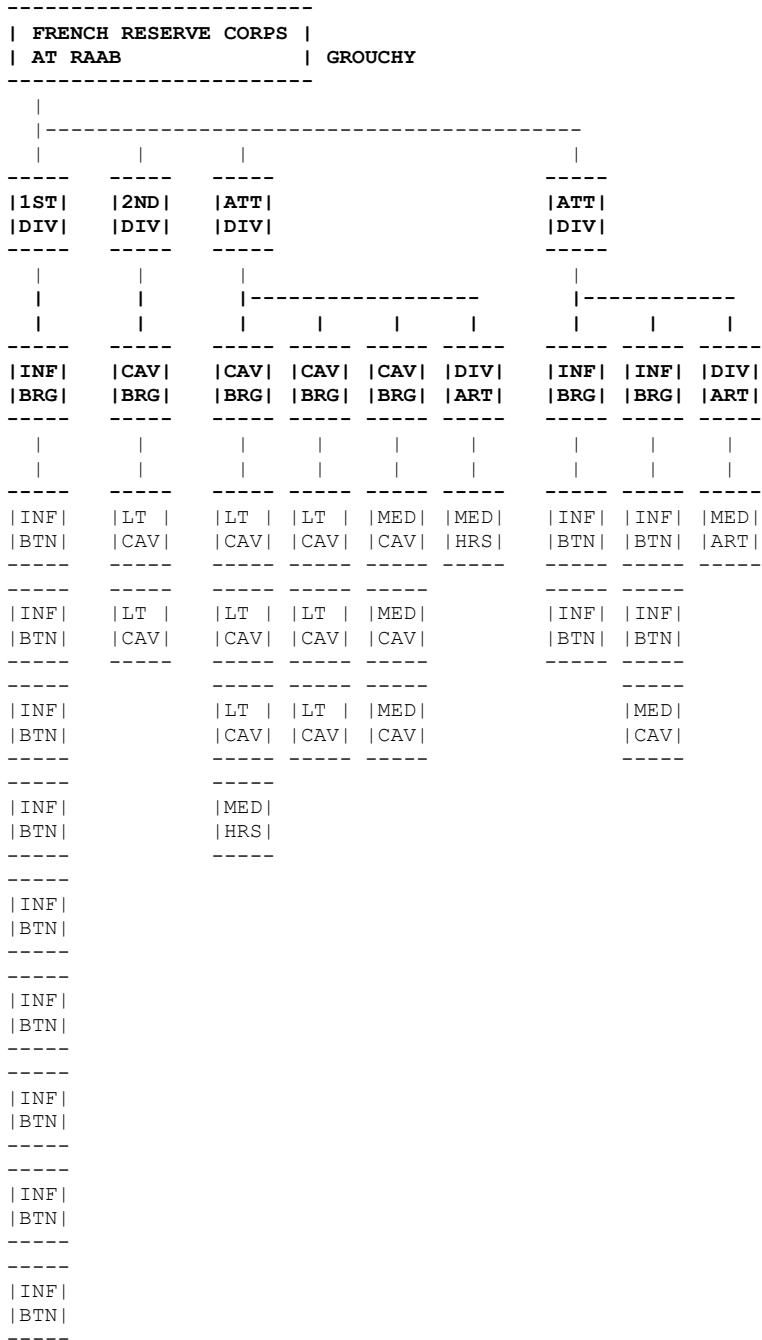 -------------------------
| FRENCH RESERVE CORPS |
| AT RAAB              | GROUCHY
-------------------------
  |
  |------------------------------------------
  |       |       |                         |
-----   -----   -----                     -----
|1ST|   |2ND|   |ATT|                     |ATT|
|DIV|   |DIV|   |DIV|                     |DIV|
-----   -----   -----                     -----
  |       |       |                         |
  |       |       |------------------       |------------
  |       |       |     |     |     |       |     |     |
-----   -----   ----- ----- ----- -----   ----- ----- -----
|INF|   |CAV|   |CAV| |CAV| |CAV| |DIV|   |INF| |INF| |DIV|
|BRG|   |BRG|   |BRG| |BRG| |BRG| |ART|   |BRG| |BRG| |ART|
-----   -----   ----- ----- ----- -----   ----- ----- -----
  |       |       |     |     |     |       |     |     |
  |       |       |     |     |     |       |     |     |
-----   -----   ----- ----- ----- -----   ----- ----- -----
|INF|   |LT |   |LT | |LT | |MED| |MED|   |INF| |INF| |MED|
|BTN|   |CAV|   |CAV| |CAV| |CAV| |HRS|   |BTN| |BTN| |ART|
-----   -----   ----- ----- ----- -----   ----- ----- -----
-----   -----   ----- ----- -----         ----- -----
|INF|   |LT |   |LT | |LT | |MED|         |INF| |INF|
|BTN|   |CAV|   |CAV| |CAV| |CAV|         |BTN| |BTN|
-----   -----   ----- ----- -----         ----- -----
-----           ----- ----- -----               -----
|INF|           |LT | |LT | |MED|               |MED|
|BTN|           |CAV| |CAV| |CAV|               |CAV|
-----           ----- ----- -----               -----
-----           -----
|INF|           |MED|
|BTN|           |HRS|
-----           -----
-----
|INF|
|BTN|
-----
-----
|INF|
|BTN|
-----
-----
|INF|
|BTN|
-----
-----
|INF|
|BTN|
-----
-----
|INF|
|BTN|
-----